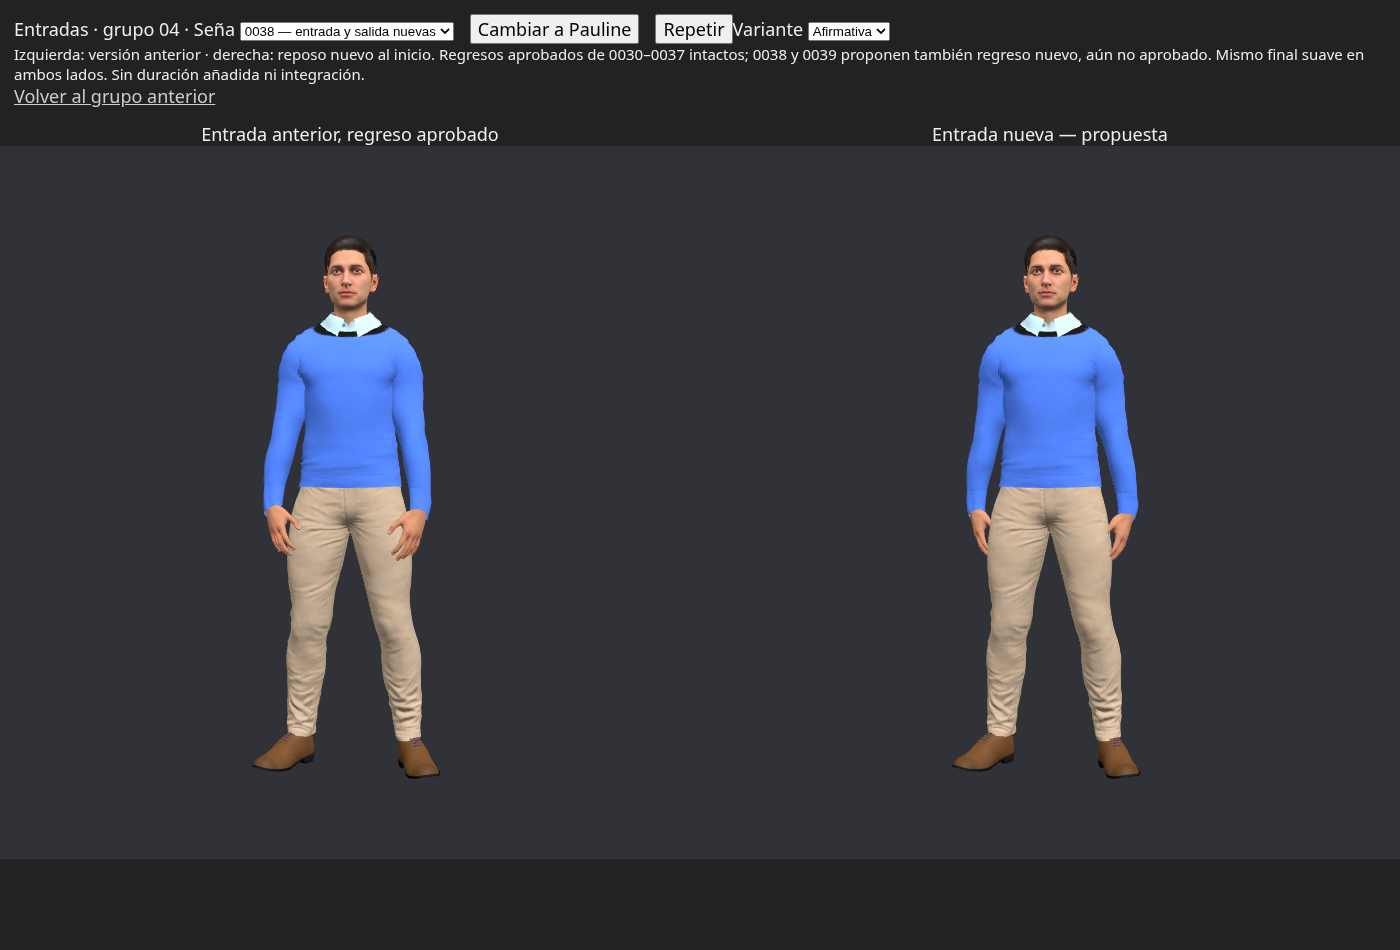 Entradas · grupo 04 · Seña 0038 — entrada y salida nuevas Cambiar a Pauline Repetir Variante Afirmativa
Izquierda: versión anterior · derecha: reposo nuevo al inicio. Regresos aprobados de 0030–0037 intactos; 0038 y 0039 proponen también regreso nuevo, aún no aprobado. Mismo final suave en
ambos lados. Sin duración añadida ni integración.
Volver al grupo anterior
Entrada anterior, regreso aprobado
Entrada nueva — propuesta